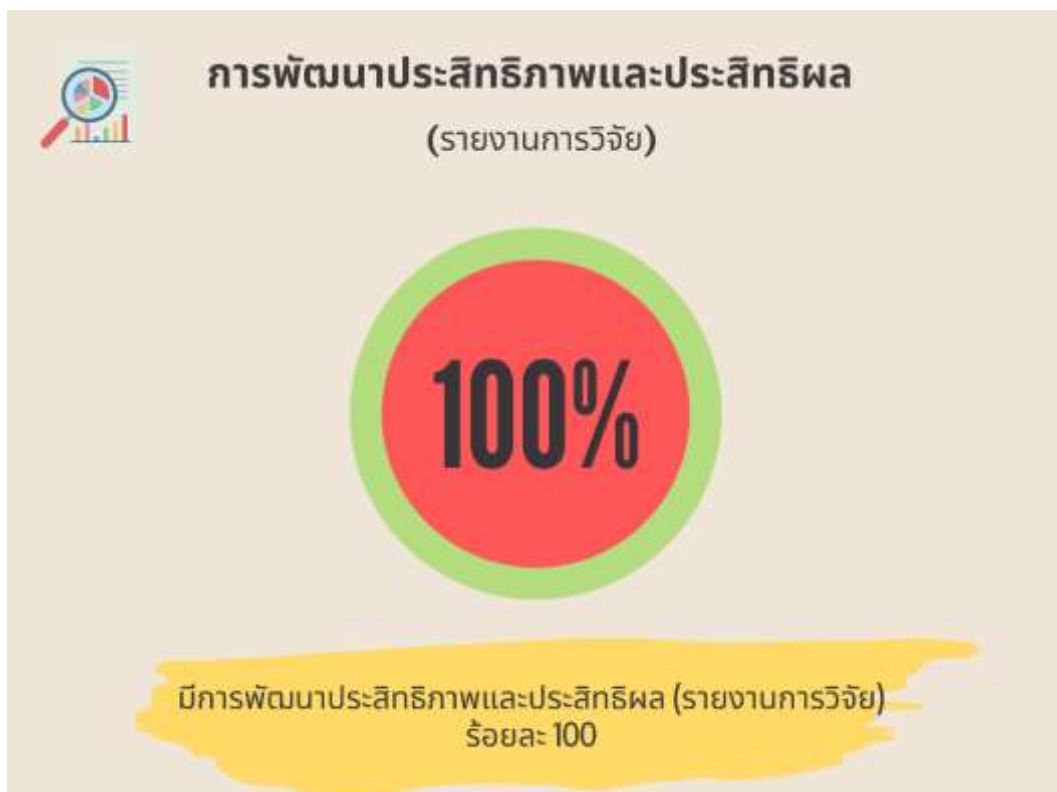 การพัฒนาประสิทธิภาพและประสิทธิผล
(รายงานการวิจัย)
100%
มีการพัฒนาประสิทธิภาพและประสิทธิผล (รายงานการวิจัย)
ร้อยละ 100